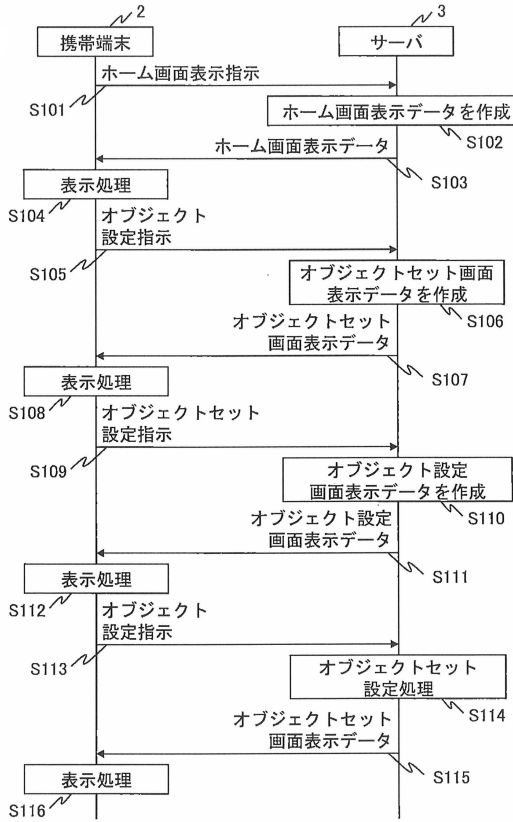 2
3
携帯端末
サーバ
ホーム画面表示指示
S101
ホーム画面表示データを作成
S102
ホーム画面表示データ
S103
表示処理
S104
オブジェクト
設定指示
S105
オブジェクトセット画面
表示データを作成
S106
オブジェクトセット
画面表示データ
S107
表示処理
S108
オブジェクトセット
設定指示
S109
オブジェクト設定
画面表示データを作成
S110
オブジェクト設定
画面表示データ
S111
表示処理
S112
オブジェクト
設定指示
S113
オブジェクトセット
設定処理
S114
オブジェクトセット
画面表示データ
S115
表示処理
S116